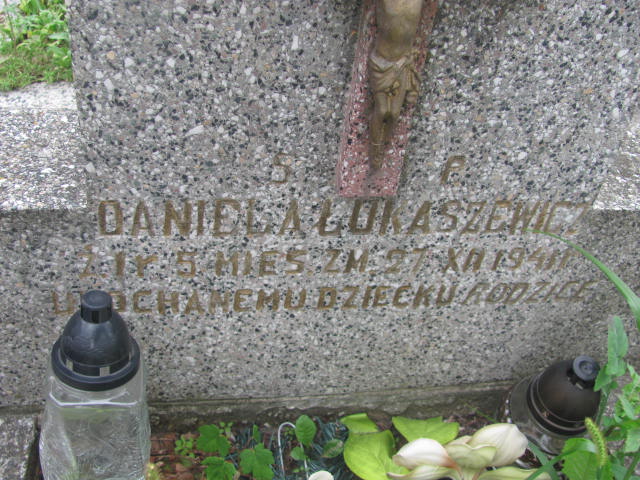 Ś P
DANIELA ŁUKASZEWICZ
Ż. 1 R 5 MIES. ZM. 27 XII 1941 R
UKOCHANEMU DZIECKU RODZICE